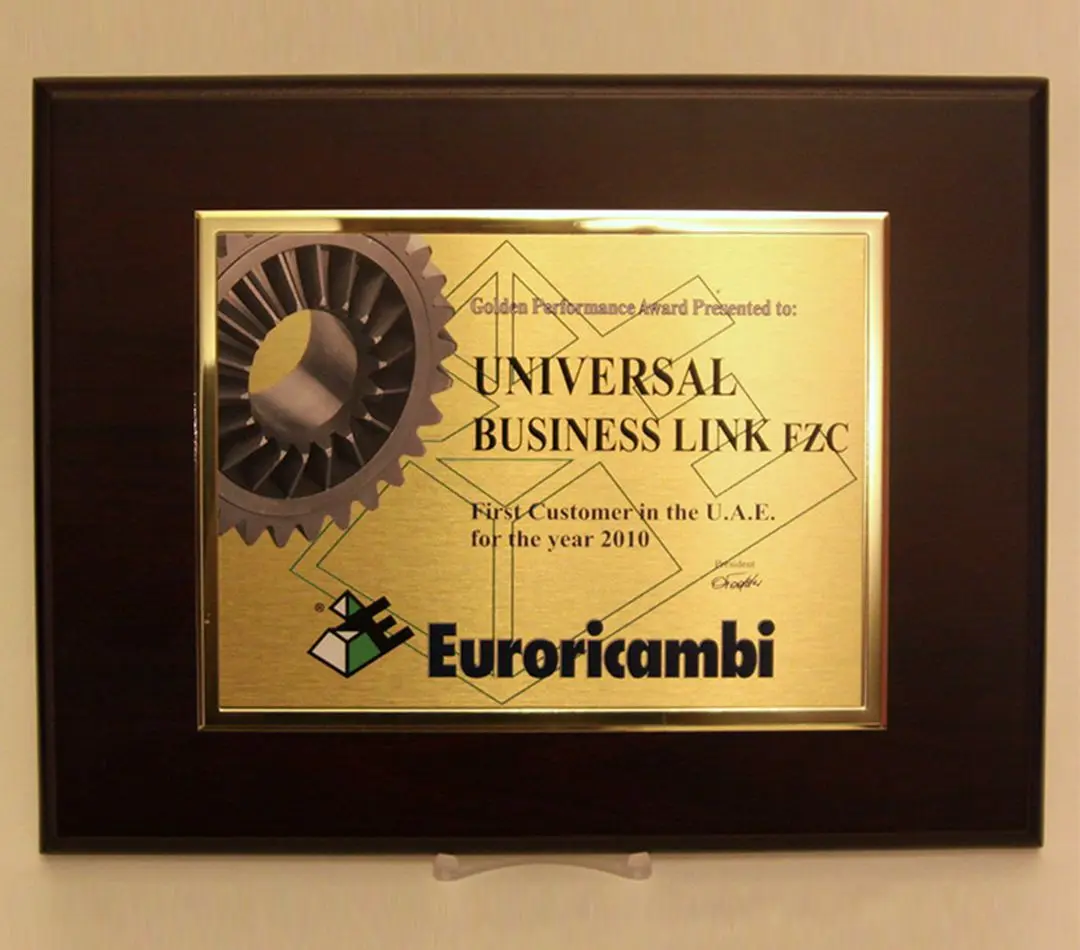 Golden Performance Award Presented to:
UNIVERSAL
BUSINESS LINK FZC
First Customer in the U.A.E.
for the year 2010
President
® Euroricambi